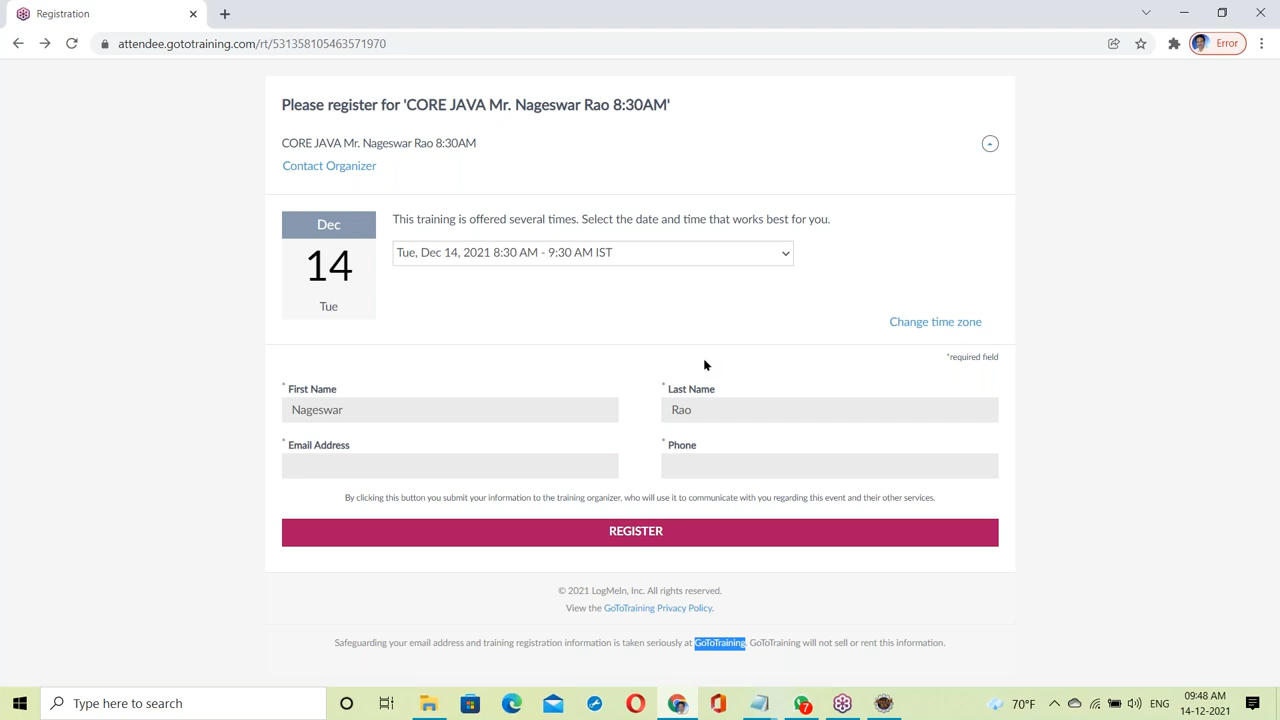 Registration
attendee.gototraining.com/rt/531358105463571970
Error
Please register for 'CORE JAVA Mr. Nageswar Rao 8:30AM'
CORE JAVA Mr. Nageswar Rao 8:30AM
Contact Organizer
Dec
14
Tue
This training is offered several times. Select the date and time that works best for you.
Tue, Dec 14, 2021 8:30 AM - 9:30 AM IST
Change time zone
*required field
* First Name
* Last Name
Nageswar
Rao
* Email Address
* Phone
By clicking this button you submit your information to the training organizer, who will use it to communicate with you regarding this event and their other services.
REGISTER
© 2021 LogMeIn, Inc. All rights reserved.
View the GoToTraining Privacy Policy.
Safeguarding your email address and training registration information is taken seriously at GoToTraining. GoToTraining will not sell or rent this information.
Type here to search
7
70°F
ENG
09:48 AM
14-12-2021